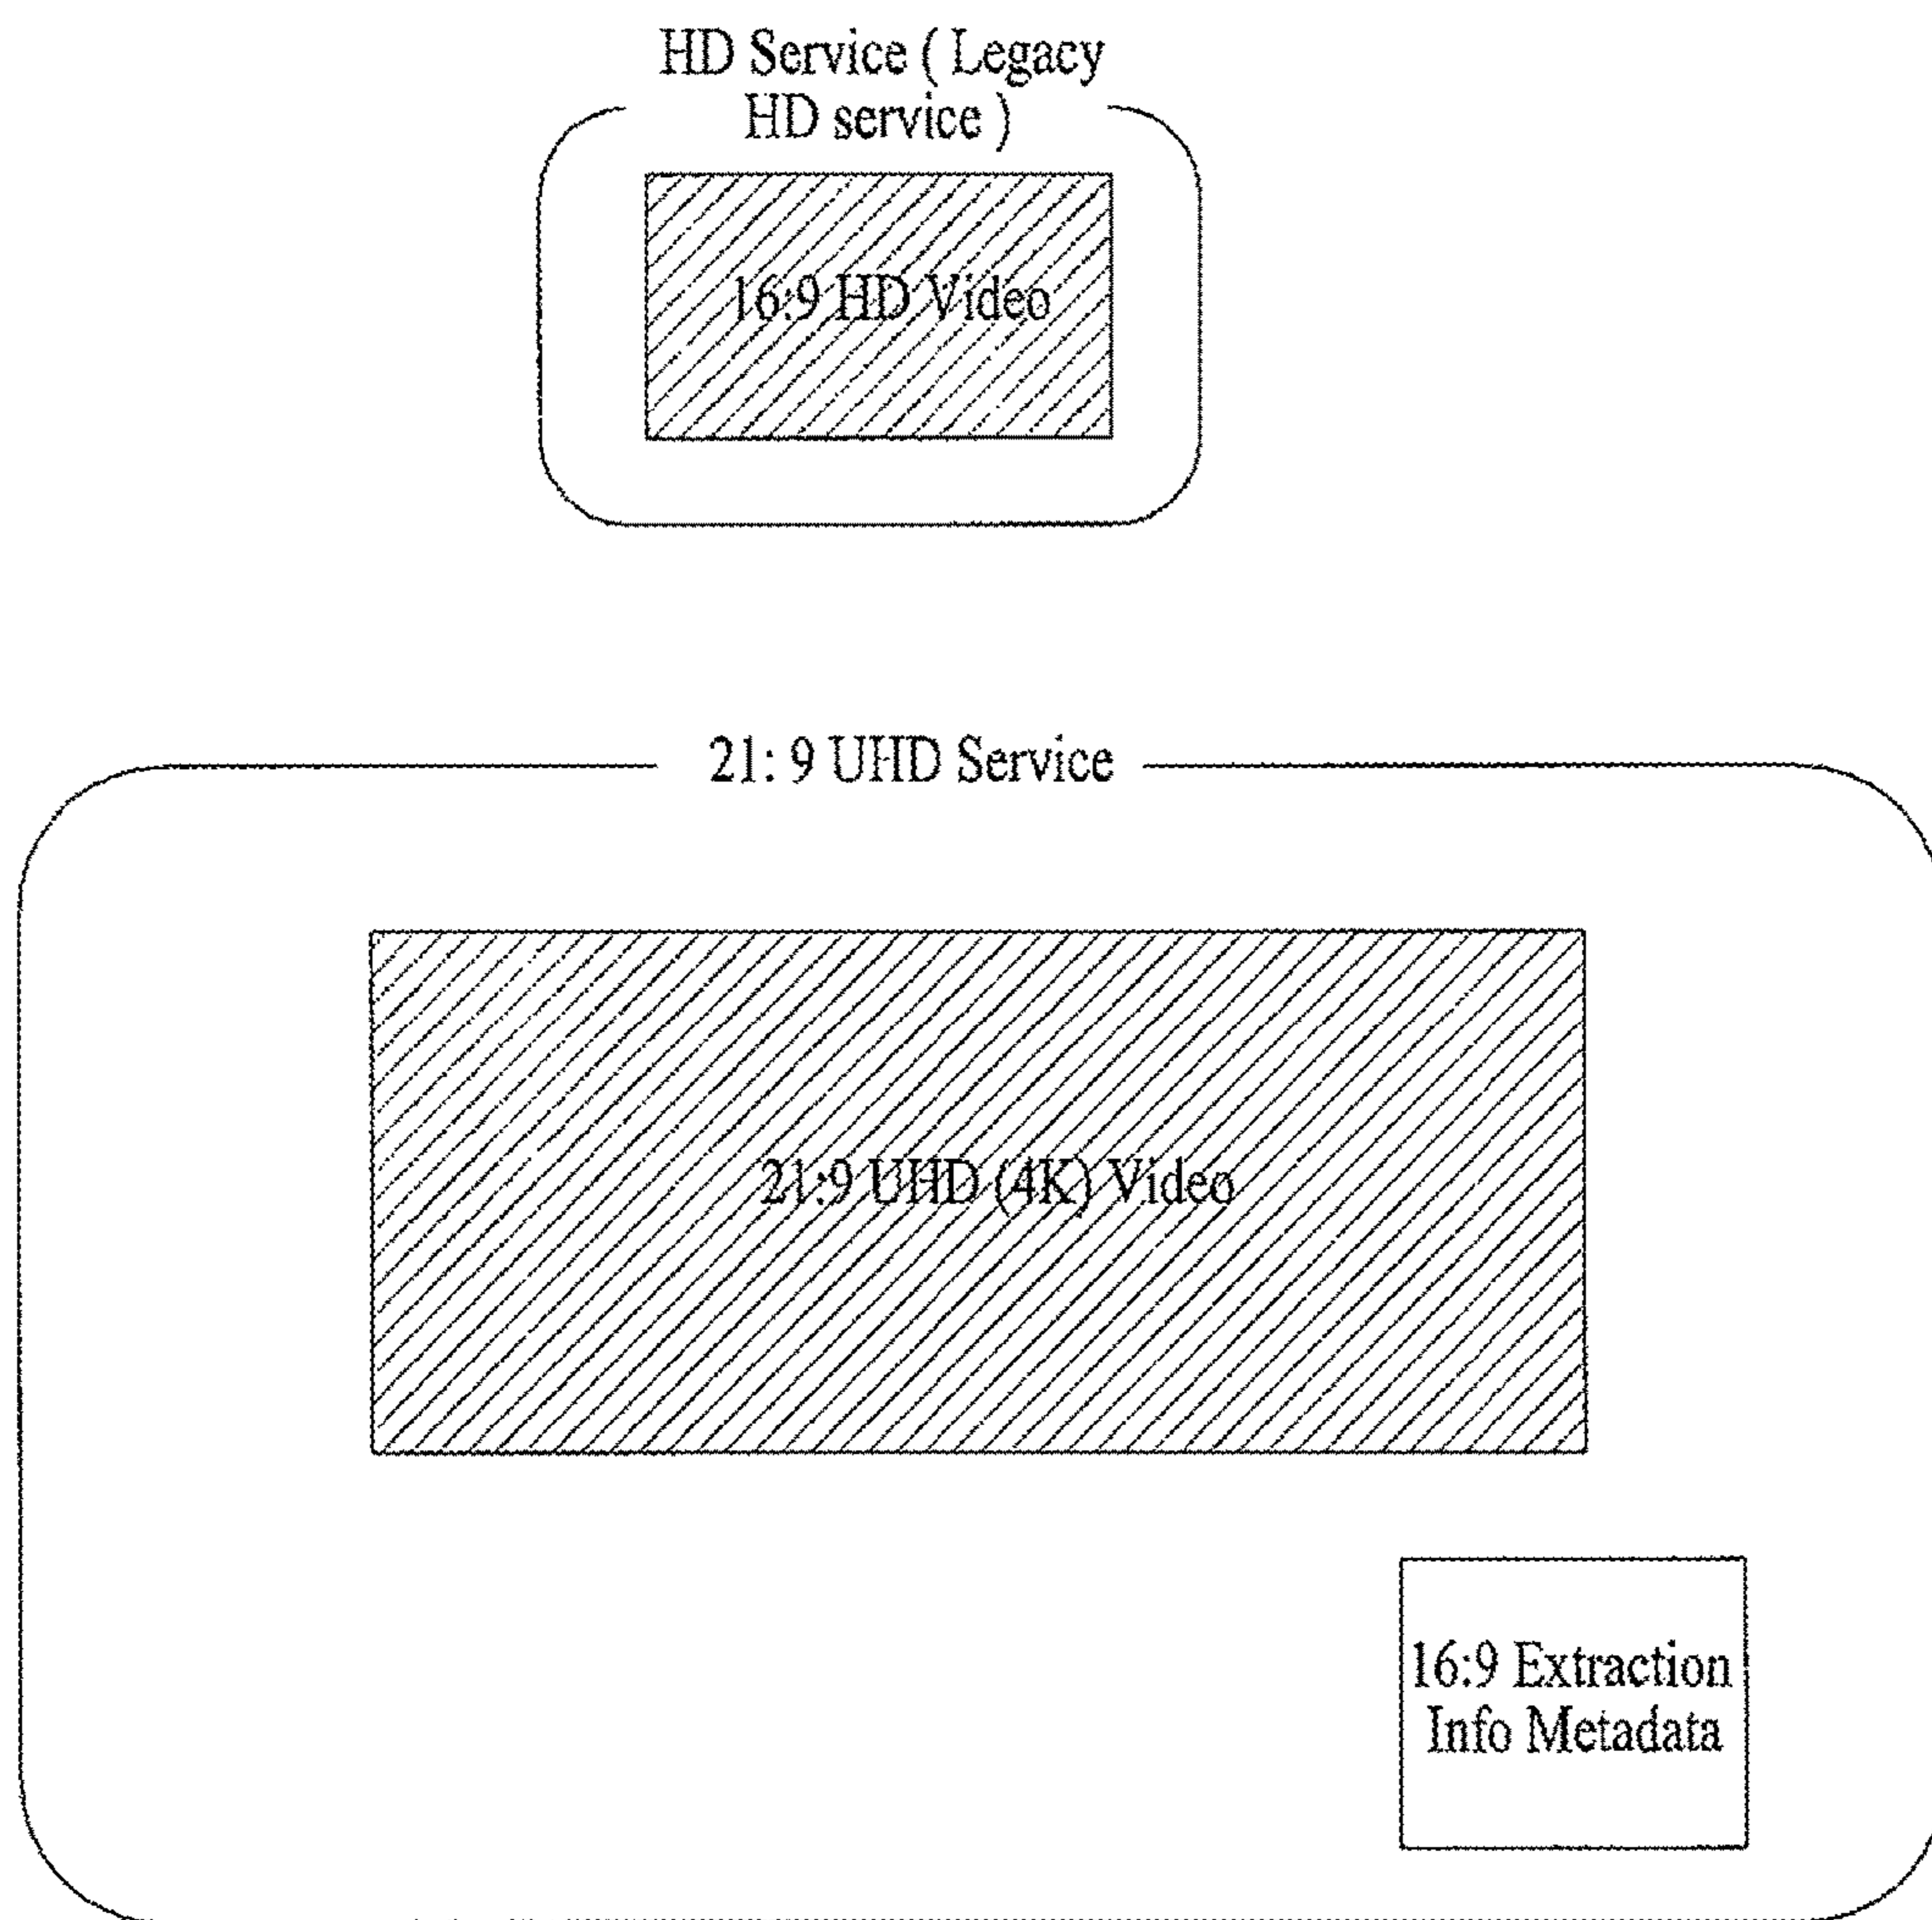 HD Service ( Legacy
HD service )
16:9 HD Video
21: 9 UHD Service
21:9 UHD (4K) Video
16:9 Extraction
Info Metadata